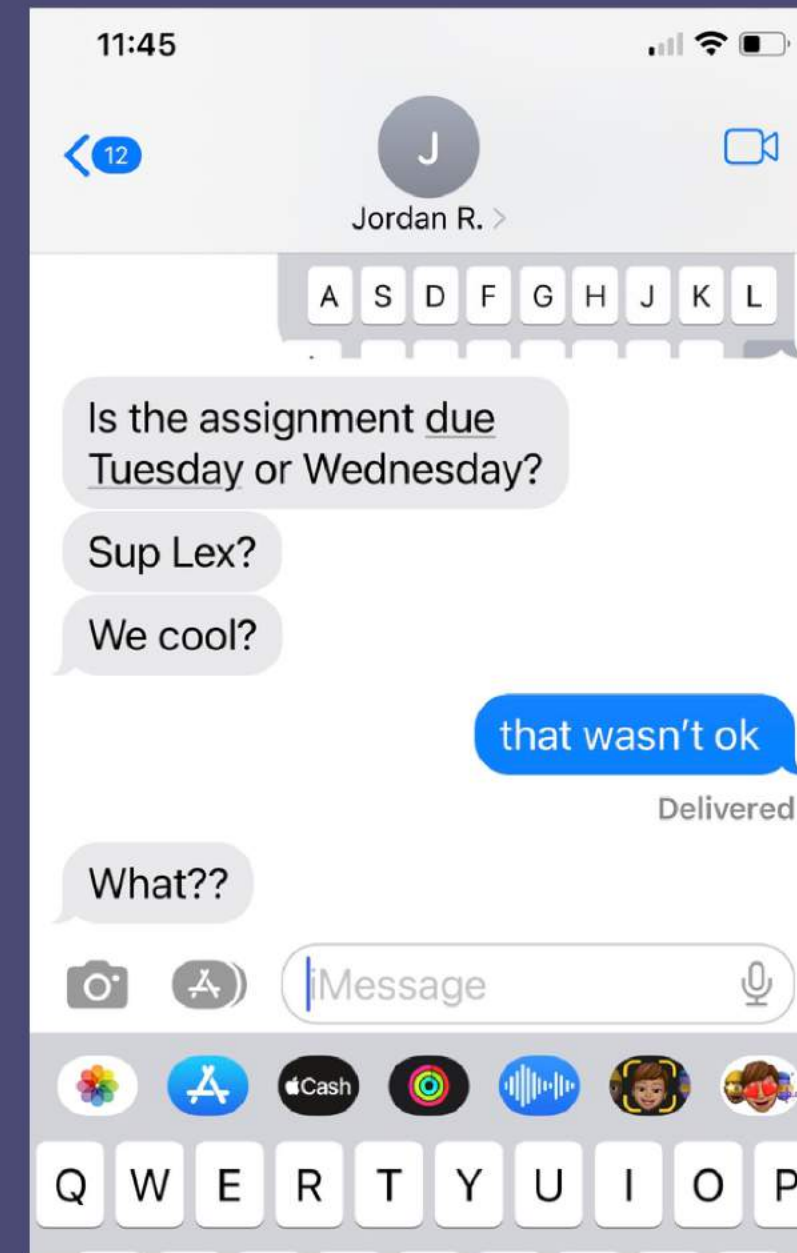 11:45
12
J
Jordan R.
A S D F G H J K L
Is the assignment due
Tuesday or Wednesday?
Sup Lex?
We cool?
that wasn't ok
Delivered
What??
iMessage
Cash
Q W E R T Y U I O P